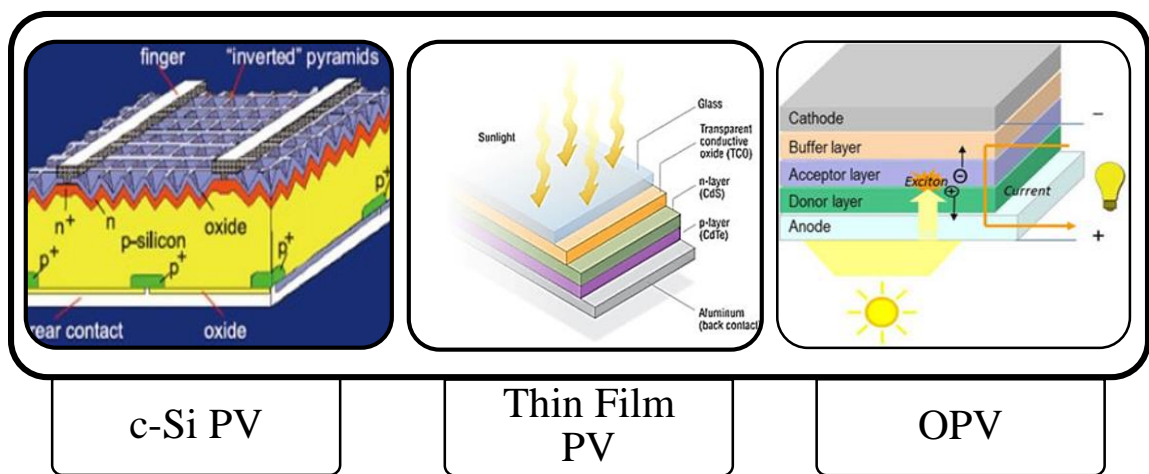 finger
"inverted" pyramids
n+
n
oxide
p-silicon
p+
p+
p+
p+
rear contact
oxide
Sunlight
Glass
Transparent
conductive
oxide (TCO)
n-layer
(CdS)
p-layer
(CdTe)
Aluminum
(back contact)
Cathode
Buffer layer
Acceptor layer
Exciton
Donor layer
Anode
Current
−
+
−
+
c-Si PV
Thin Film
PV
OPV